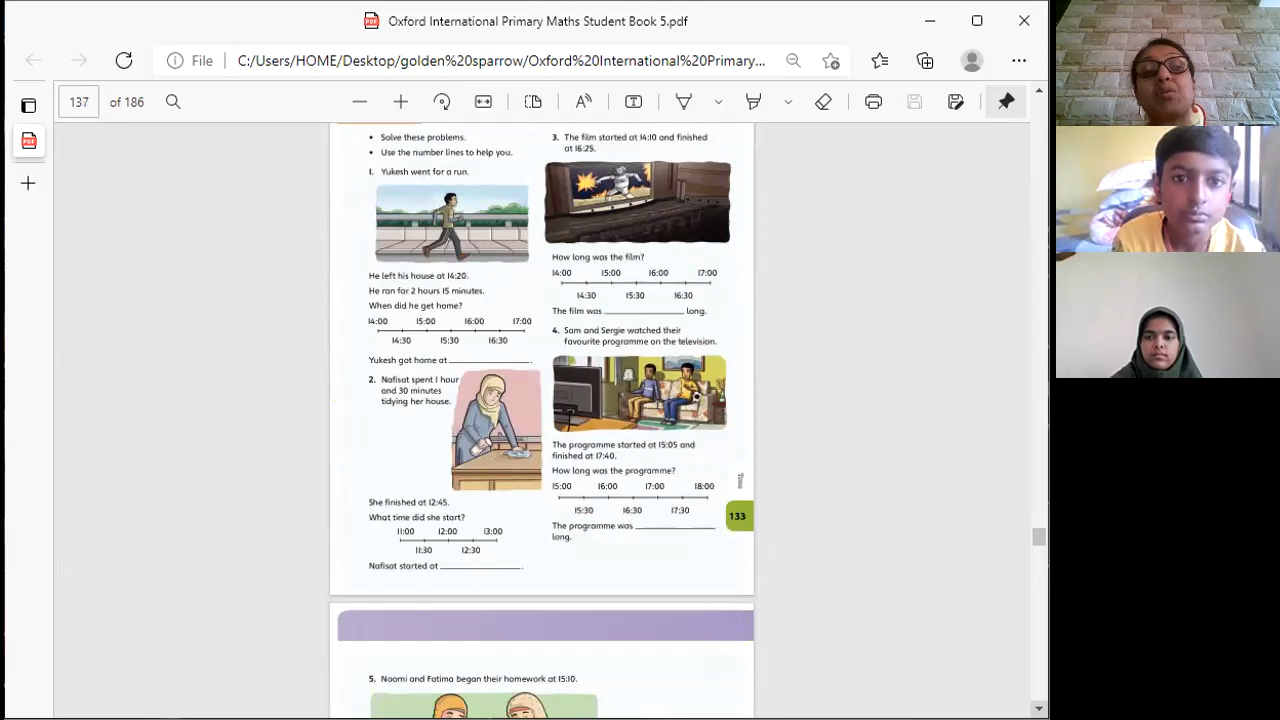 Oxford International Primary Maths Student Book 5.pdf
File
C:/Users/HOME/Desktop/golden%20sparrow/Oxford%20International%20Primary...
137
of 186
• Solve these problems.
• Use the number lines to help you.
1. Yukesh went for a run.
He left his house at 14:20.
He ran for 2 hours 15 minutes.
When did he get home?
14:00 15:00 16:00 17:00
14:30 15:30 16:30
Yukesh got home at ______________.
2. Nafisat spent 1 hour
and 30 minutes
tidying her house.
She finished at 12:45.
What time did she start?
11:00 12:00 13:00
11:30 12:30
Nafisat started at ______________.
3. The film started at 14:10 and finished
at 16:25.
How long was the film?
14:00 15:00 16:00 17:00
14:30 15:30 16:30
The film was ______________ long.
4. Sam and Sergie watched their
favourite programme on the television.
The programme started at 15:05 and
finished at 17:40.
How long was the programme?
15:00 16:00 17:00 18:00
15:30 16:30 17:30
The programme was ______________
long.
Time
133
5. Naomi and Fatima began their homework at 15:10.